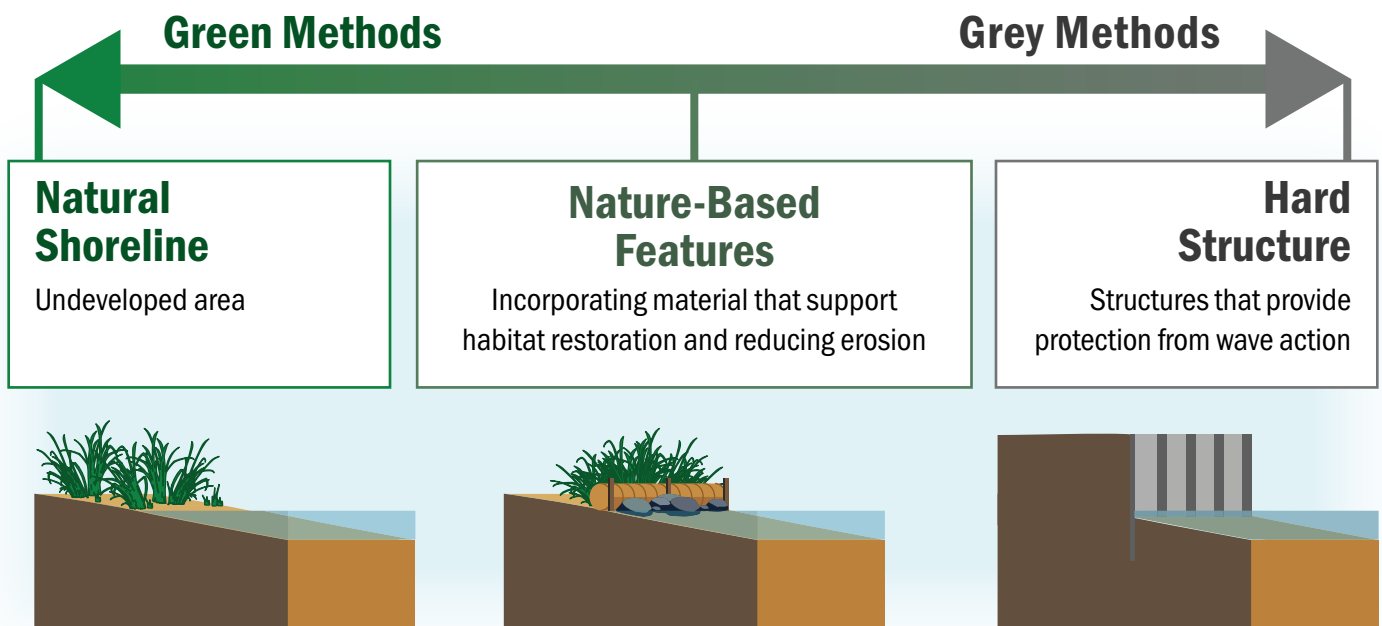 Green Methods
Grey Methods
Natural
Shoreline
Undeveloped area
Nature-Based
Features
Incorporating material that support
habitat restoration and reducing erosion
Hard
Structure
Structures that provide
protection from wave action